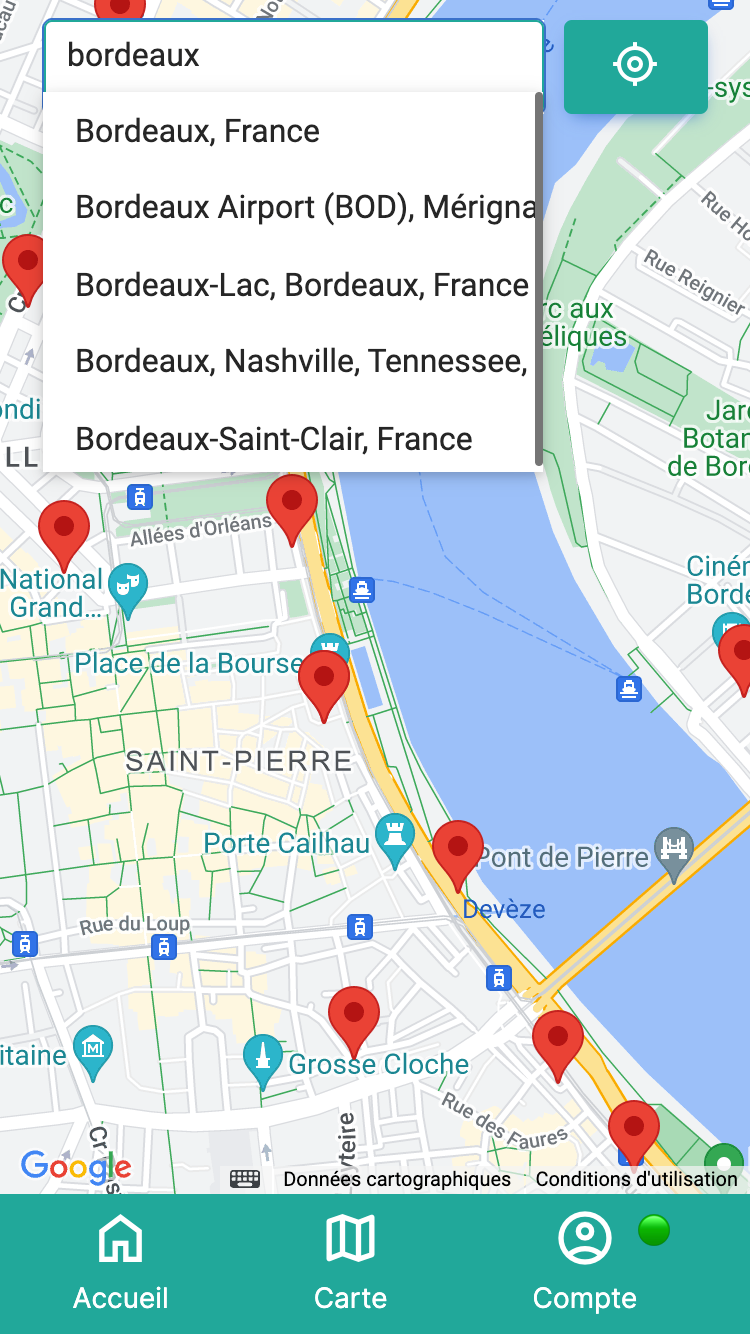 bordeaux
Bordeaux, France
Bordeaux Airport (BOD), Mérigna
Bordeaux-Lac, Bordeaux, France
Bordeaux, Nashville, Tennessee,
Bordeaux-Saint-Clair, France
-sys
Rue Ho
Rue Reignier
rc aux
éliques
Jard
Botan
de Bor
ondi
LL
Allées d'Orléans
National
Grand...
Ciném
Borde
Place de la Bourse
SAINT-PIERRE
Porte Cailhau
Pont de Pierre
Devèze
Rue du Loup
itaine
M
Grosse Cloche
Rue des Faures
yteire
Google
Données cartographiques
Conditions d'utilisation
Accueil
Carte
Compte